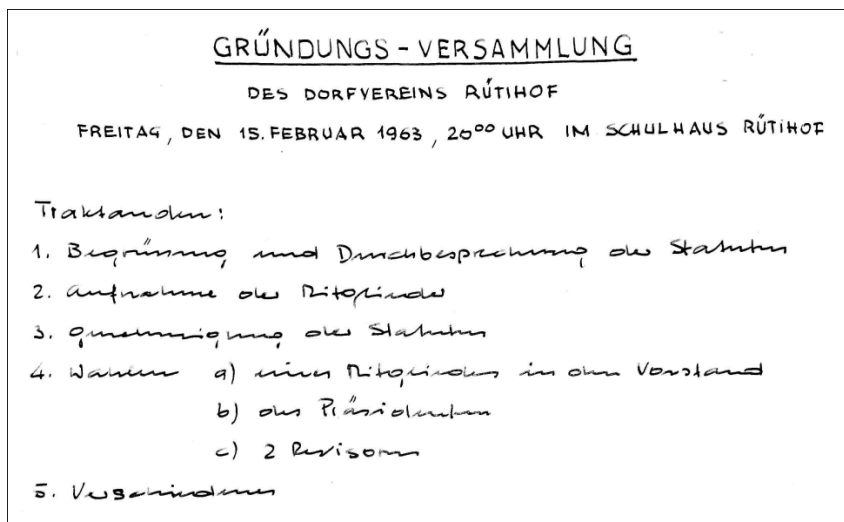 GRÜNDUNGS - VERSAMMLUNG
DES DORFVEREINS RÜTIHOF
FREITAG, DEN 15. FEBRUAR 1963, 20⁰⁰ UHR IM SCHULHAUS RÜTIHOF
Traktanden:
1. Begrüssung und Durchbesprechung der Statuten
2. Aufnahme der Mitglieder
3. Genehmigung der Statuten
4. Wahlen a) eines Mitgliedes in den Vorstand
b) des Präsidenten
c) 2 Revisoren
5. Verschiedenes